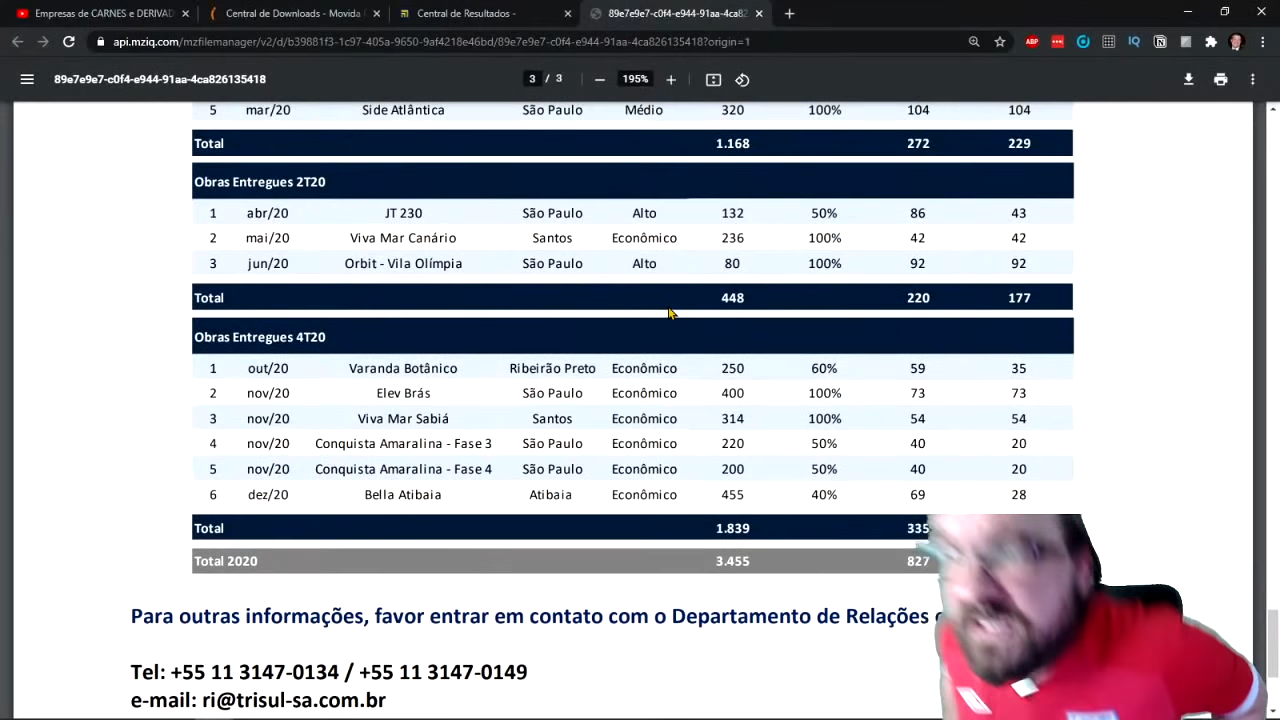 Empresas de CARNES e DERIVAD
Central de Downloads - Movida
Central de Resultados -
89e7e9e7-c0f4-e944-91aa-4ca82
api.mziq.com/mzfilemanager/v2/d/b39881f3-1c97-405a-9650-9af4218e46bd/89e7e9e7-c0f4-e944-91aa-4ca826135418?origin=1
89e7e9e7-c0f4-e944-91aa-4ca826135418 3 / 3 195%
5 mar/20 Side Atlântica São Paulo Médio 320 100% 104 104
Total 1.168 272 229
Obras Entregues 2T20
1 abr/20 JT 230 São Paulo Alto 132 50% 86 43
2 mai/20 Viva Mar Canário Santos Econômico 236 100% 42 42
3 jun/20 Orbit - Vila Olímpia São Paulo Alto 80 100% 92 92
Total 448 220 177
Obras Entregues 4T20
1 out/20 Varanda Botânico Ribeirão Preto Econômico 250 60% 59 35
2 nov/20 Elev Brás São Paulo Econômico 400 100% 73 73
3 nov/20 Viva Mar Sabiá Santos Econômico 314 100% 54 54
4 nov/20 Conquista Amaralina - Fase 3 São Paulo Econômico 220 50% 40 20
5 nov/20 Conquista Amaralina - Fase 4 São Paulo Econômico 200 50% 40 20
6 dez/20 Bella Atibaia Atibaia Econômico 455 40% 69 28
Total 1.839 335
Total 2020 3.455 827
Para outras informações, favor entrar em contato com o Departamento de Relações
Tel: +55 11 3147-0134 / +55 11 3147-0149
e-mail: ri@trisul-sa.com.br